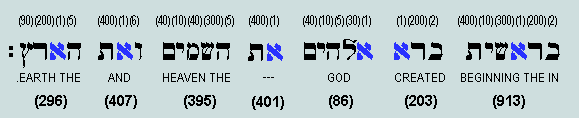 (90)(200)(1)(5) (400)(1)(6) (40)(10)(40)(300)(5) (400)(1) (40)(10)(5)(30)(1) (1)(200)(2) (400)(10)(300)(1)(200)(2)
בראשית ברא אלהים את השמים ואת הארץ:
.EARTH THE AND HEAVEN THE --- GOD CREATED BEGINNING THE IN
(296) (407) (395) (401) (86) (203) (913)